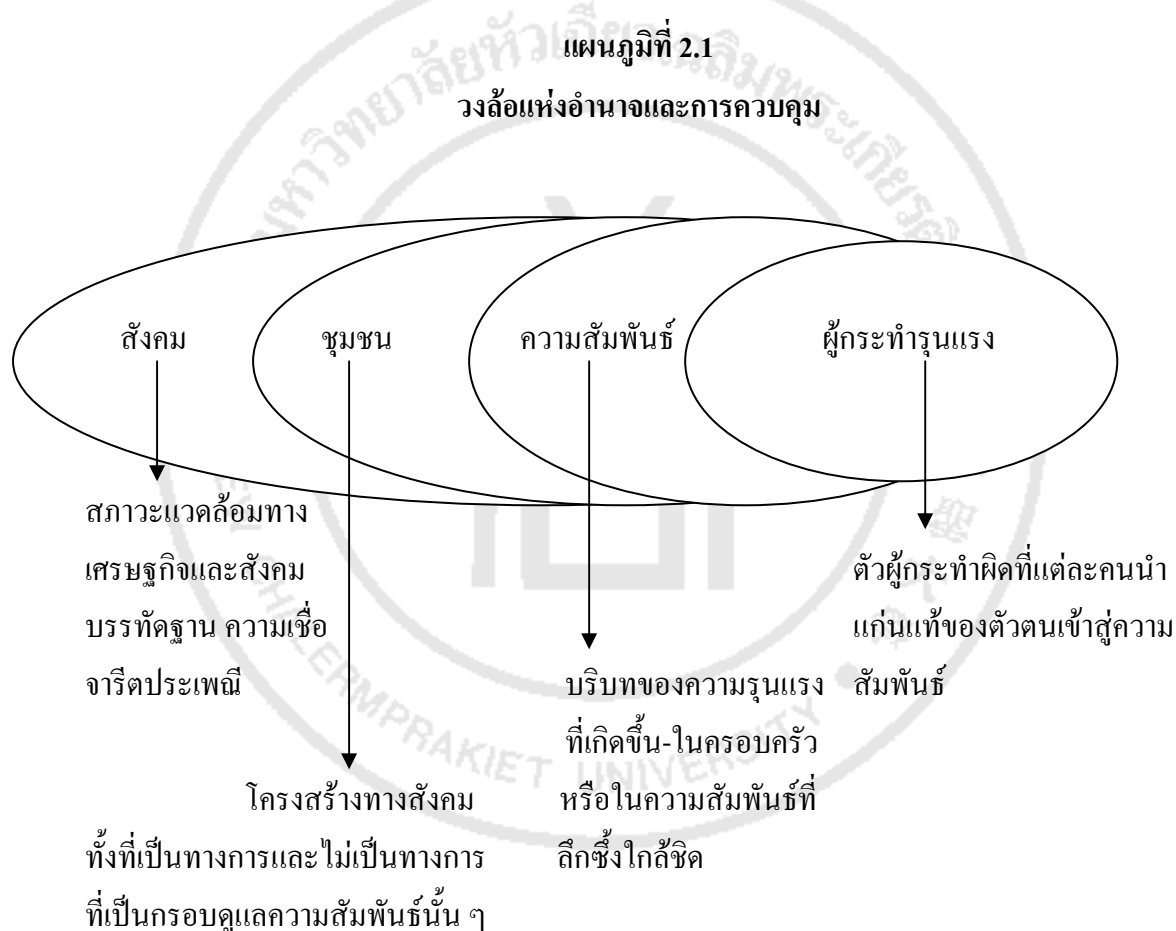 แผนภูมิที่ 2.1
วงล้อแห่งอำนาจและการควบคุม
สังคม
ชุมชน
ความสัมพันธ์
ผู้กระทำรุนแรง
สภาวะแวดล้อมทาง
เศรษฐกิจและสังคม
บรรทัดฐาน ความเชื่อ
จารีตประเพณี
โครงสร้างทางสังคม
ทั้งที่เป็นทางการและไม่เป็นทางการ
ที่เป็นกรอบดูแลความสัมพันธ์นั้น ๆ
บริบทของความรุนแรง
ที่เกิดขึ้น-ในครอบครัว
หรือในความสัมพันธ์ที่
ลึกซึ้งใกล้ชิด
ตัวผู้กระทำผิดที่แต่ละคนนำ
แก่นแท้ของตัวตนเข้าสู่ความ
สัมพันธ์